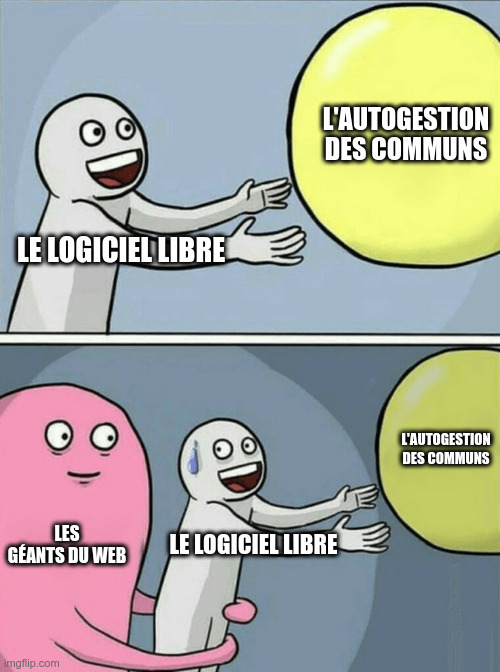 L'AUTOGESTION
DES COMMUNS
LE LOGICIEL LIBRE
L'AUTOGESTION
DES COMMUNS
LES
GÉANTS DU WEB
LE LOGICIEL LIBRE
imgflip.com